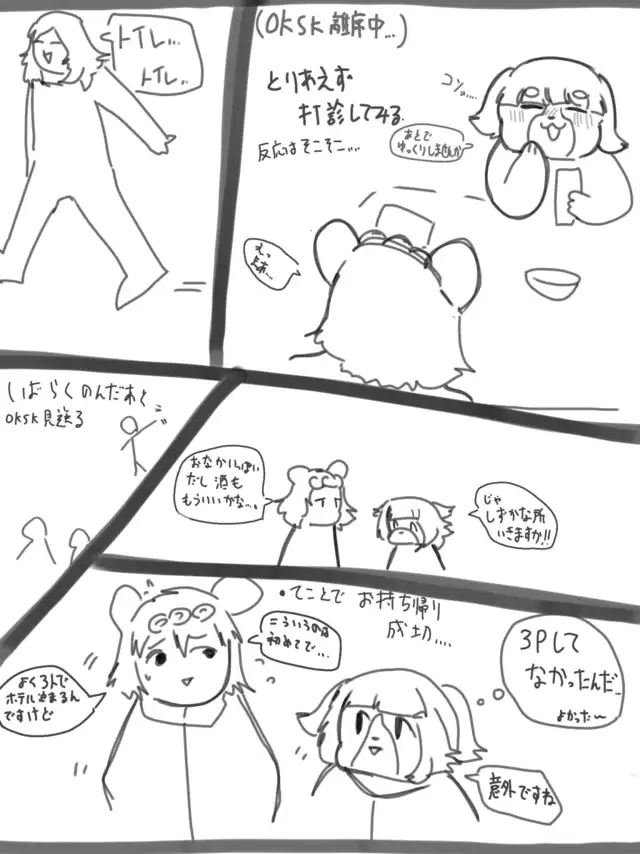 トイレ…
トイレ…
(OKSK離席中…)
とりあえず
打診してみる
反応はそこそこ…
コソッ…
あとで
ゆっくりしませんか
えっ
しばらくのんだあと
OKSK見送る
おなかいっぱい
だし酒も
もういいかな…。
じゃ
しずかな所
いきますか!!
・てことでお持ち帰り
成功….
こういうのは
初めてで…
よく3人で
ホテル泊まるん
ですけど
3Pして
なかったんだ…
よかった〜
意外ですね